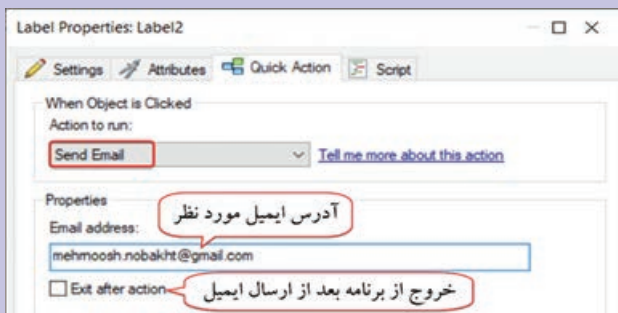 Label Properties: Label2
Settings Attributes Quick Action Script
When Object is Clicked
Action to run:
Send Email Tell me more about this action
Properties
آدرس ایمیل مورد نظر
Email address:
mehrnoosh.nobakht@gmail.com
Exit after action خروج از برنامه بعد از ارسال ایمیل